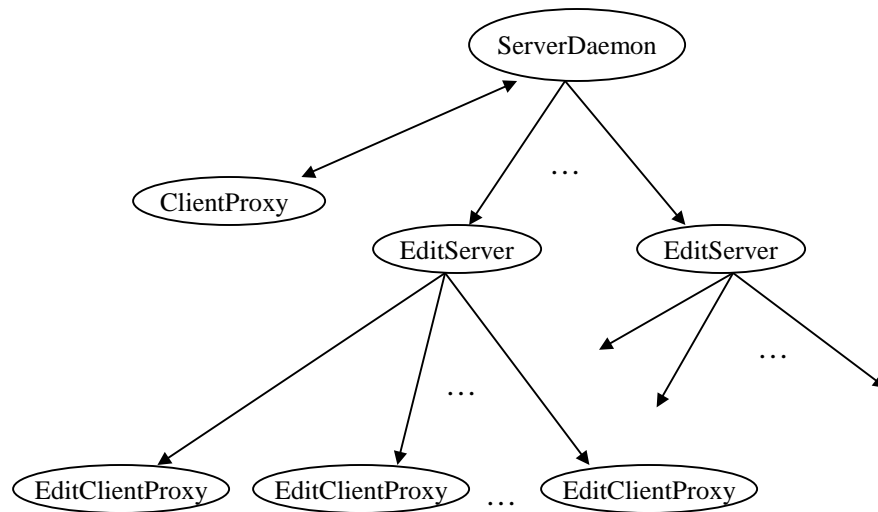 ServerDaemon
…
ClientProxy
EditServer
EditServer
…
…
EditClientProxy
EditClientProxy
…
EditClientProxy